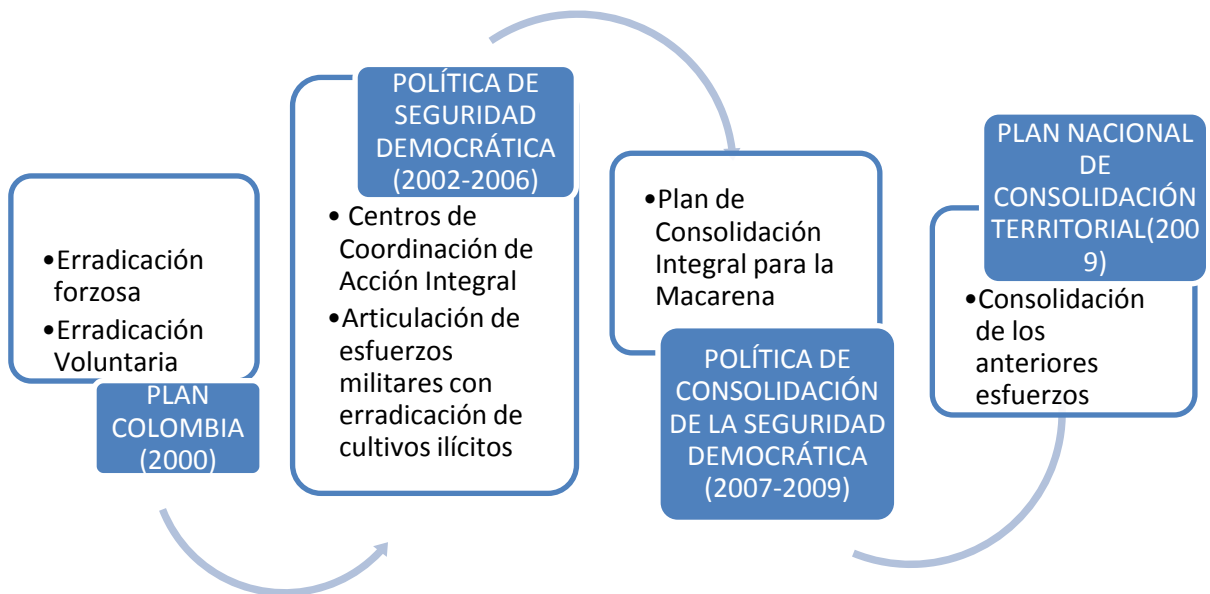 •Erradicación
forzosa
•Erradicación
Voluntaria
PLAN
COLOMBIA
(2000)
POLÍTICA DE
SEGURIDAD
DEMOCRÁTICA
(2002-2006)
• Centros de
Coordinación de
Acción Integral
•Articulación de
esfuerzos
militares con
erradicación de
cultivos ilícitos
•Plan de
Consolidación
Integral para la
Macarena
POLÍTICA DE
CONSOLIDACIÓN
DE LA SEGURIDAD
DEMOCRÁTICA
(2007-2009)
PLAN NACIONAL
DE
CONSOLIDACIÓN
TERRITORIAL(200
9)
•Consolidación
de los
anteriores
esfuerzos